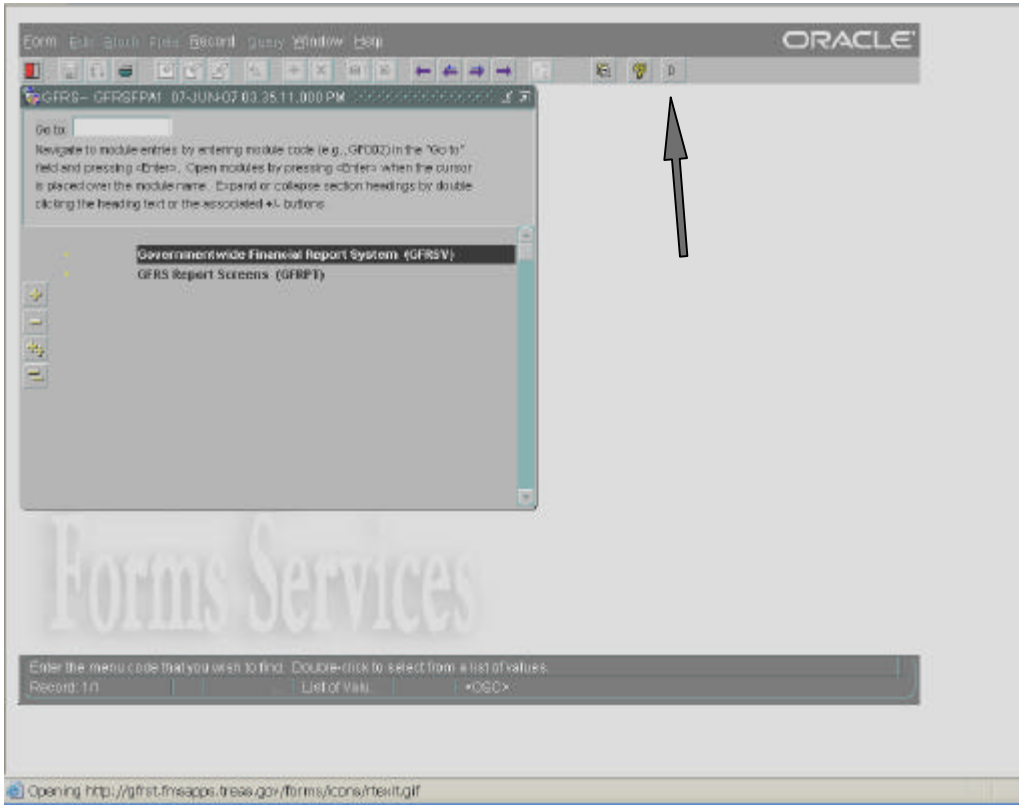 Form Edit Block Field Record Query Window Help
ORACLE
D
GFRS- GFRSFPA1 07-JUN-07 03.35.11.000 PM
Go to:
Navigate to module entries by entering module code (e.g., GF002) in the "Go to"
field and pressing <Enter>. Open modules by pressing <Enter> when the cursor
is placed over the module name. Expand or collapse section headings by double
clicking the heading text or the associated +/- buttons.
Governmentwide Financial Report System (GFRSV)
GFRS Report Screens (GFRPT)
Forms Services
Enter the menu code that you wish to find. Double-click to select from a list of values.
Record: 1/1 List of Valu... <OSC>
Opening http://gfrst.fmsapps.treas.gov/forms/icons/rtexit.gif